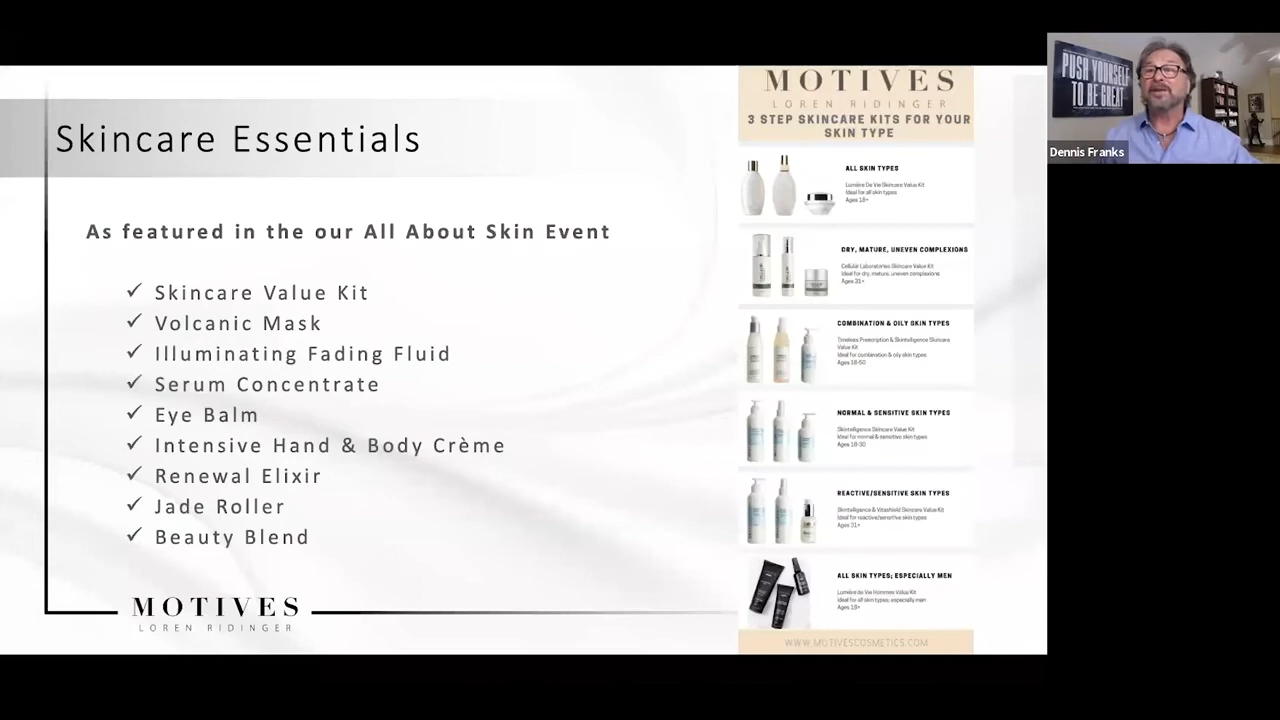 Skincare Essentials
As featured in the our All About Skin Event
✓ Skincare Value Kit
✓ Volcanic Mask
✓ Illuminating Fading Fluid
✓ Serum Concentrate
✓ Eye Balm
✓ Intensive Hand & Body Crème
✓ Renewal Elixir
✓ Jade Roller
✓ Beauty Blend
MOTIVES
LOREN RIDINGER
MOTIVES
LOREN RIDINGER
3 STEP SKINCARE KITS FOR YOUR
SKIN TYPE
ALL SKIN TYPES
Lumière De Vie Skincare Value Kit
Ideal for all skin types
Ages 18+
DRY, MATURE, UNEVEN COMPLEXIONS
Cellular Laboratories Skincare Value Kit
Ideal for dry, mature, uneven complexions
Ages 31+
COMBINATION & OILY SKIN TYPES
Timeless Prescription & Skintelligence Skincare
Value Kit
Ideal for combination & oily skin types
Ages 18-50
NORMAL & SENSITIVE SKIN TYPES
Skintelligence Skincare Value Kit
Ideal for normal & sensitive skin types
Ages 18-30
REACTIVE/SENSITIVE SKIN TYPES
Skintelligence & Vitashield Skincare Value Kit
Ideal for reactive/sensitive skin types
Ages 31+
ALL SKIN TYPES; ESPECIALLY MEN
Lumière de Vie Hommes Value Kit
Ideal for all skin types; especially men
Ages 18+
WWW.MOTIVESCOSMETICS.COM
PUSH YOURSELF
TO BE GREAT
Dennis Franks